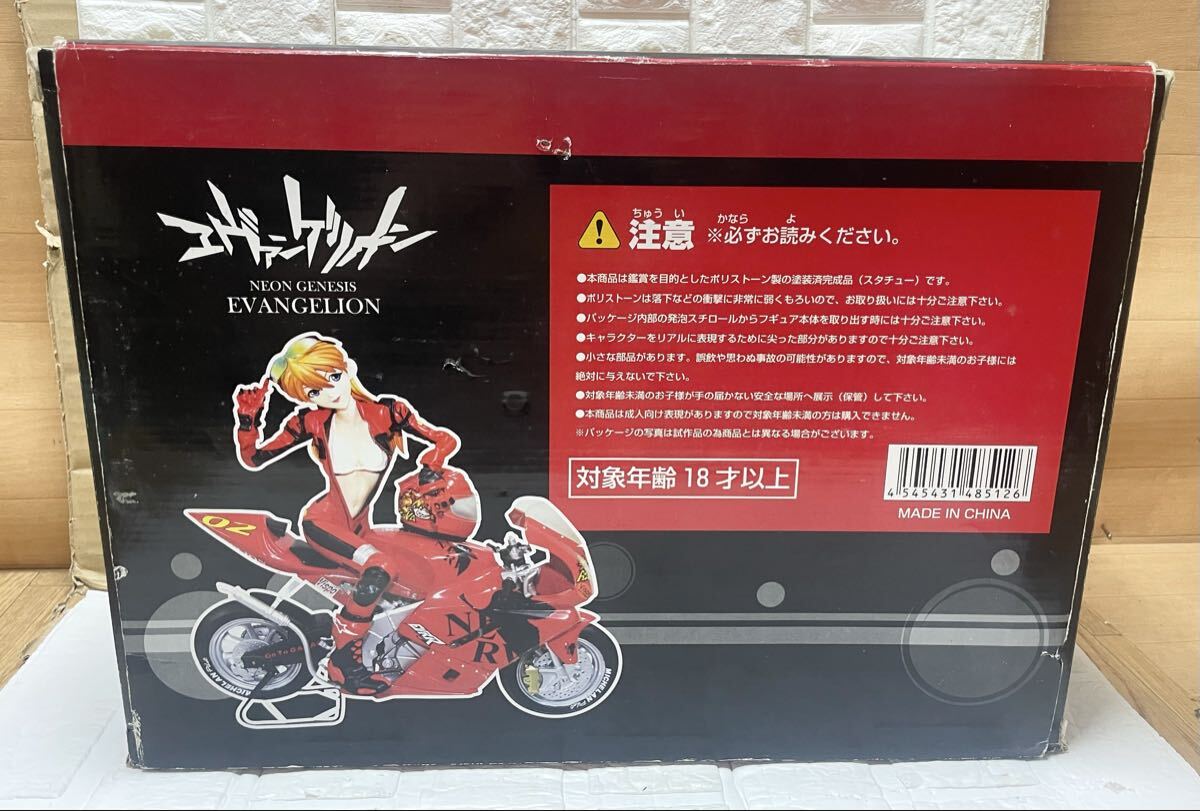 エヴァンゲリオン
NEON GENESIS
EVANGELION
ちゅうい かなら よ
注意 ※必ずお読みください。
●本商品は鑑賞を目的としたポリストーン製の塗装済完成品（スタチュー）です。
●ポリストーンは落下などの衝撃に非常に弱くもろいので、お取り扱いには十分ご注意下さい。
●パッケージ内部の発泡スチロールからフギュア本体を取り出す時には十分ご注意下さい。
●キャラクターをリアルに表現するために尖った部分がありますので十分ご注意下さい。
●小さな部品があります。誤飲や思わぬ事故の可能性がありますので、対象年齢未満のお子様には
絶対に与えないで下さい。
●対象年齢未満のお子様が手の届かない安全な場所へ展示（保管）して下さい。
●本商品は成人向け表現がありますので対象年齢未満の方は購入できません。
※パッケージの写真は試作品の為商品とは異なる場合がございます。
対象年齢 18 才以上
4 545431 485126
MADE IN CHINA
02
NE
R